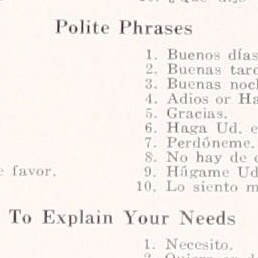 Polite Phrases
1. Buenos días
2. Buenas
3. Buenas
4. Adios or
5. Gracias.
6. Haga Ud.
7. Perdóneme.
8. No hay de
favor.
9. Hágame Ud
10. Lo siento
To Explain Your Needs
1. Necesito.